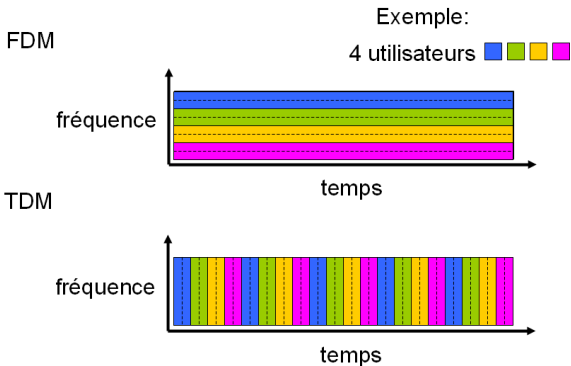 Exemple:
FDM
4 utilisateurs
fréquence
temps
TDM
fréquence
temps